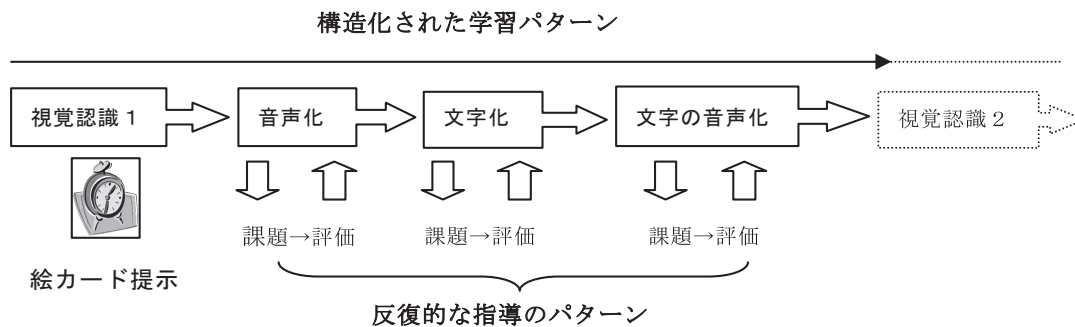 構造化された学習パターン
視覚認識１
音声化
文字化
文字の音声化
視覚認識２
課題→評価
課題→評価
課題→評価
絵カード提示
反復的な指導のパターン